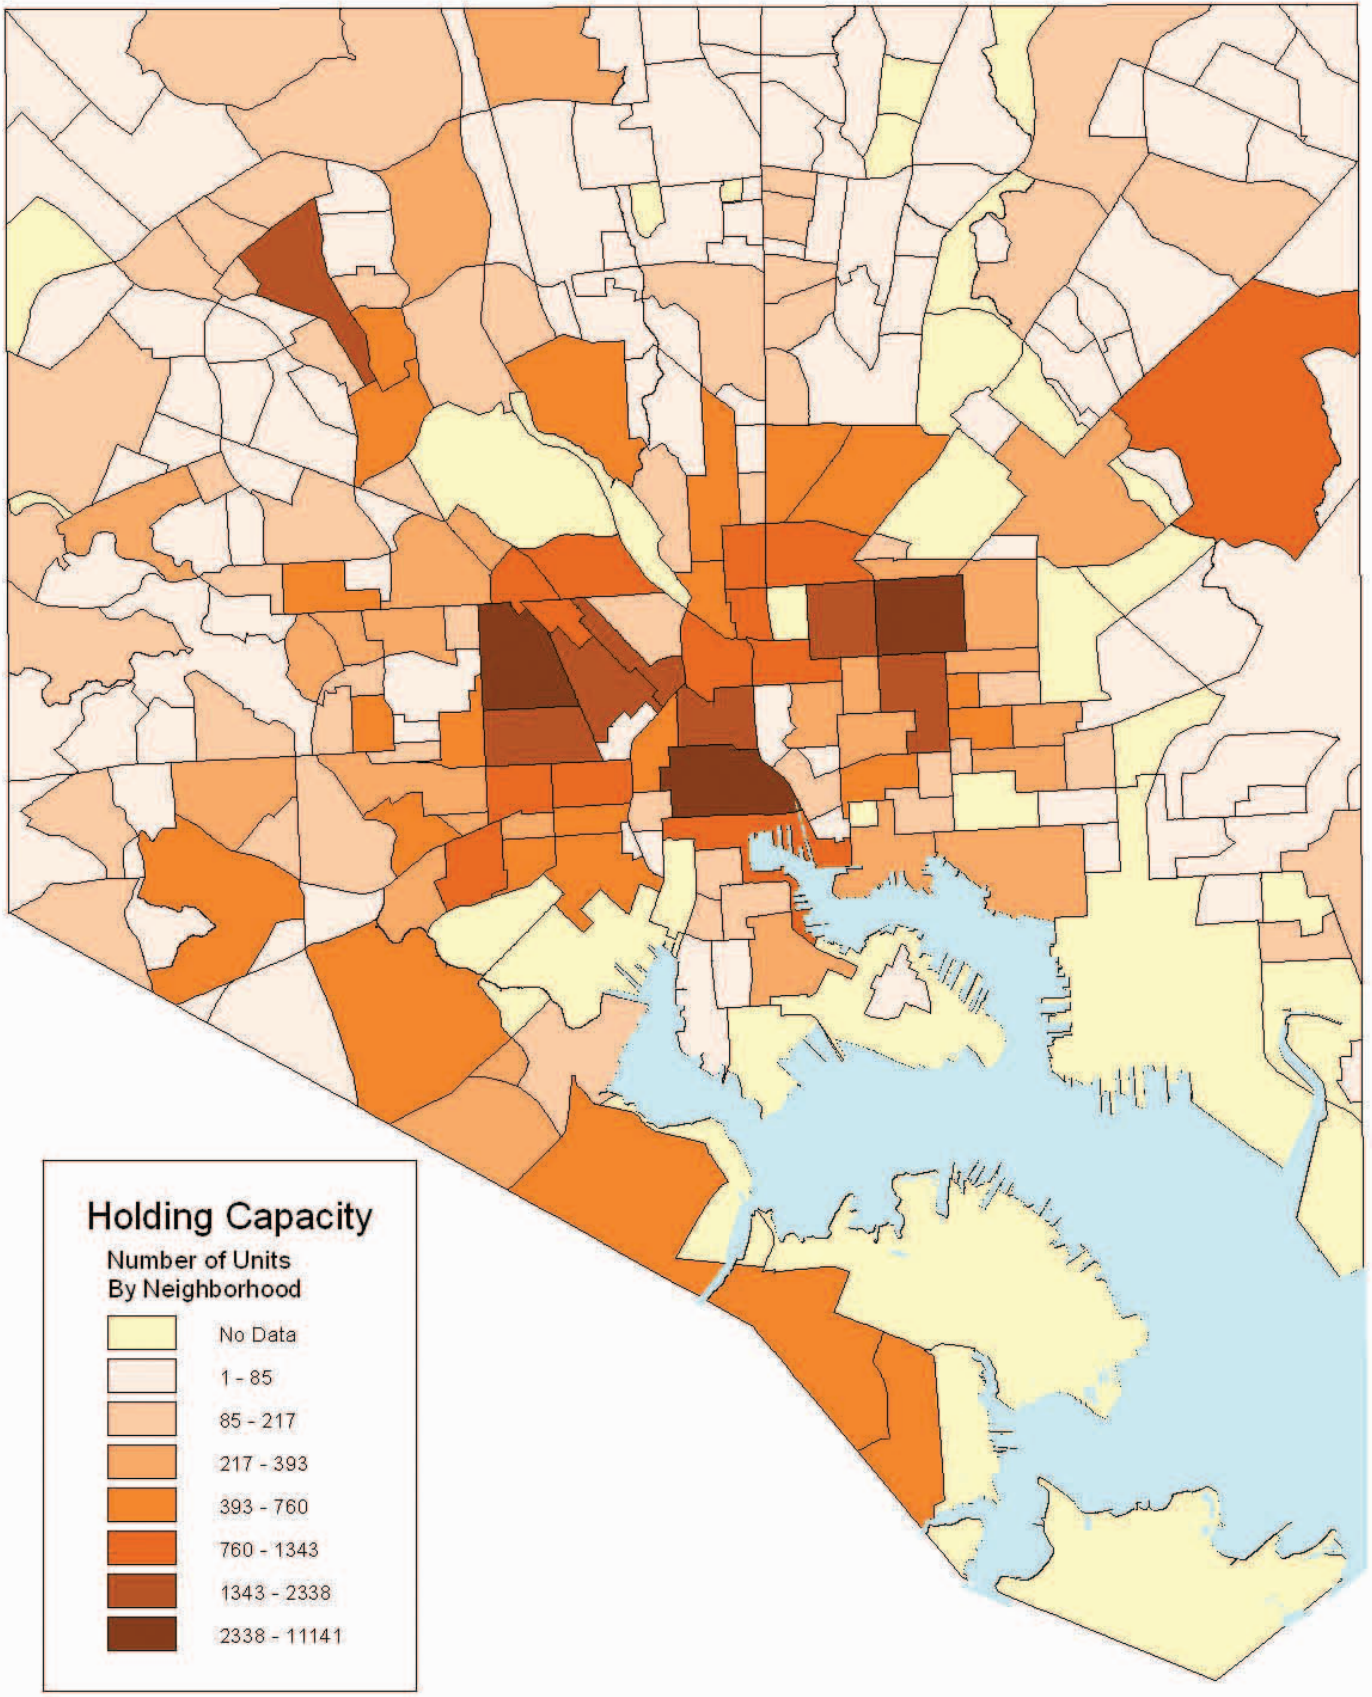 Holding Capacity
Number of Units
By Neighborhood
No Data
1 - 85
85 - 217
217 - 393
393 - 760
760 - 1343
1343 - 2338
2338 - 11141